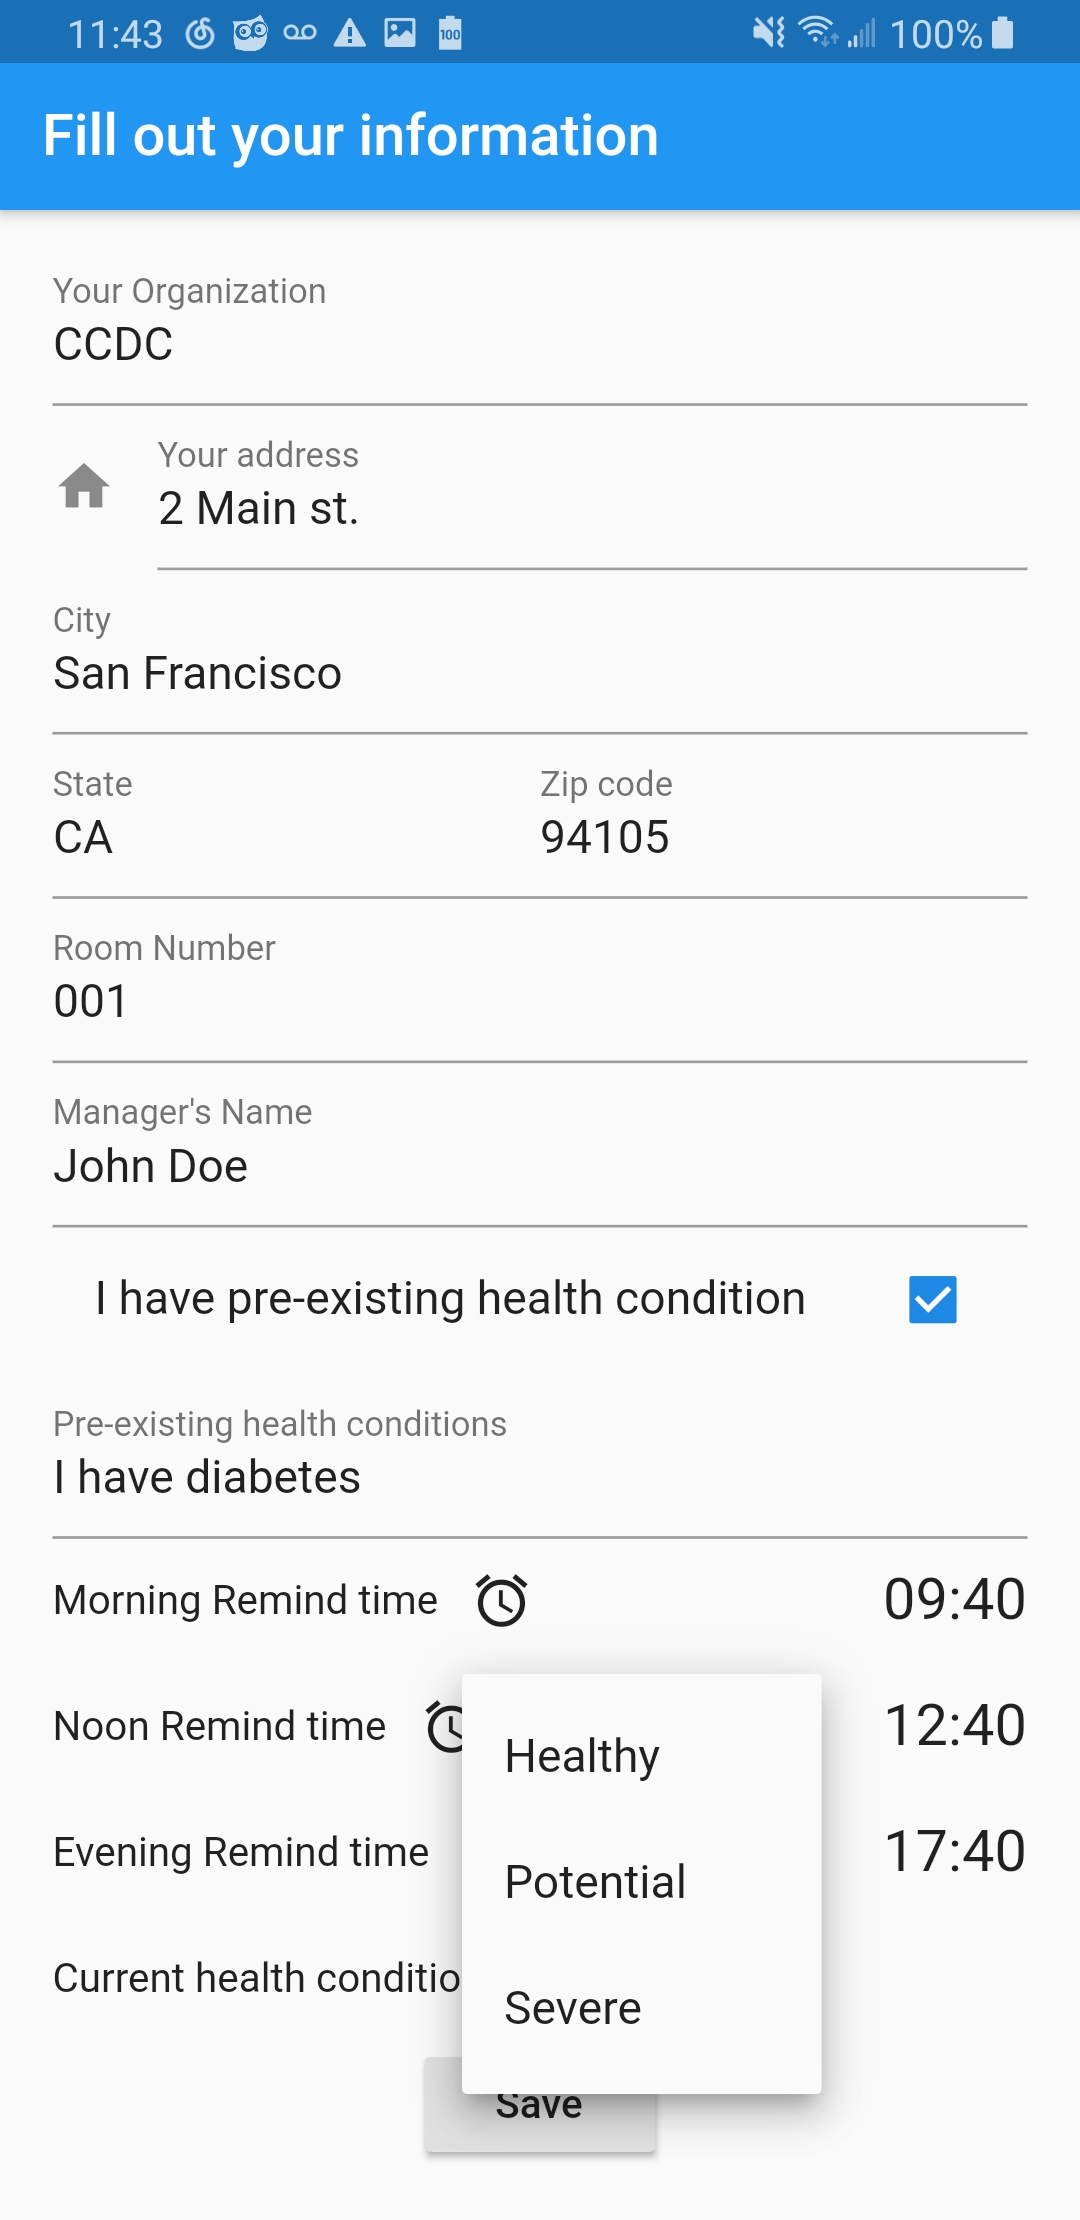 11:43 100 100%
Fill out your information
Your Organization
CCDC
Your address
2 Main st.
City
San Francisco
State Zip code
CA 94105
Room Number
001
Manager's Name
John Doe
I have pre-existing health condition
Pre-existing health conditions
I have diabetes
Morning Remind time 09:40
Noon Remind time 12:40
Healthy
Evening Remind time 17:40
Potential
Current health conditio
Severe
Save